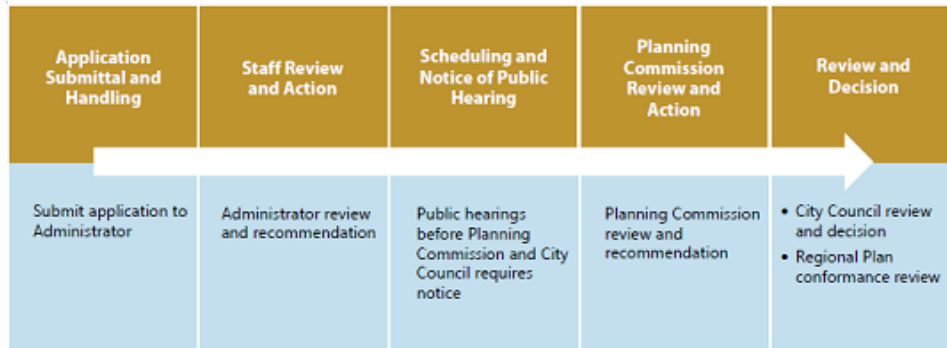 Application
Submittal and
Handling
Staff Review
and Action
Scheduling and
Notice of Public
Hearing
Planning
Commission
Review and
Action
Review and
Decision
Submit application to
Administrator
Administrator review
and recommendation
Public hearings
before Planning
Commission and City
Council requires
notice
Planning Commission
review and
recommendation
• City Council review
and decision
• Regional Plan
conformance review